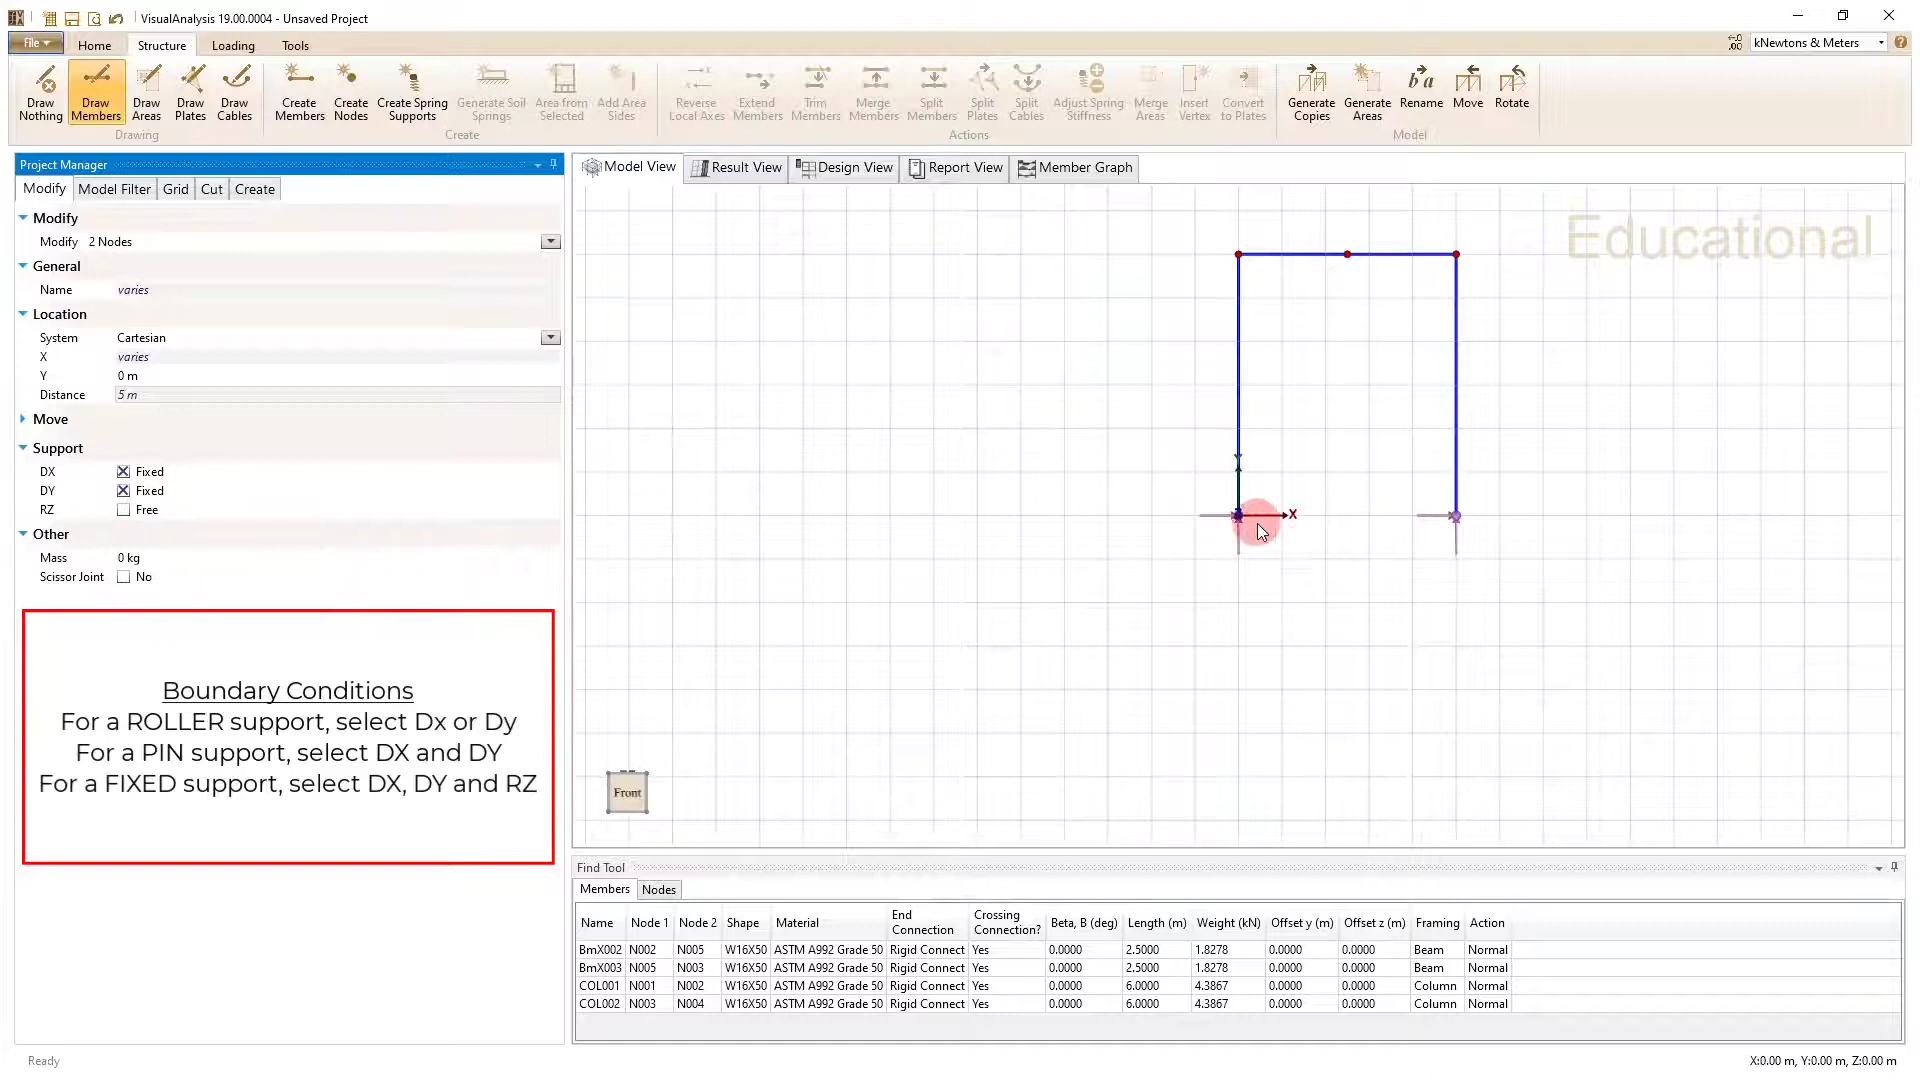 VisualAnalysis 19.00.0004 - Unsaved Project
File Home Structure Loading Tools
kNewtons & Meters
Draw Nothing
Draw Members
Draw Areas
Draw Plates
Draw Cables
Create Members
Create Nodes
Create Spring Supports
Generate Soil Springs
Area from Selected
Add Area Sides
Reverse Local Axes
Extend Members
Trim Members
Merge Members
Split Members
Split Plates
Split Cables
Adjust Spring Stiffness
Merge Areas
Insert Vertex
Convert to Plates
Generate Copies
Generate Areas
Rename
Move
Rotate
Drawing
Create
Actions
Model
Project Manager
Modify Model Filter Grid Cut Create
Modify
Modify 2 Nodes
General
Name varies
Location
System Cartesian
X varies
Y 0 m
Distance 5 m
Move
Support
DX Fixed
DY Fixed
RZ Free
Other
Mass 0 kg
Scissor Joint No
Boundary Conditions
For a ROLLER support, select Dx or Dy
For a PIN support, select DX and DY
For a FIXED support, select DX, DY and RZ
Model View Result View Design View Report View Member Graph
Educational
X
Front
Find Tool
Members Nodes
Name Node 1 Node 2 Shape Material End Connection Crossing Connection? Beta, B (deg) Length (m) Weight (kN) Offset y (m) Offset z (m) Framing Action
BmX002 N002 N005 W16X50 ASTM A992 Grade 50 Rigid Connect Yes 0.0000 2.5000 1.8278 0.0000 0.0000 Beam Normal
BmX003 N005 N003 W16X50 ASTM A992 Grade 50 Rigid Connect Yes 0.0000 2.5000 1.8278 0.0000 0.0000 Beam Normal
COL001 N001 N002 W16X50 ASTM A992 Grade 50 Rigid Connect Yes 0.0000 6.0000 4.3867 0.0000 0.0000 Column Normal
COL002 N003 N004 W16X50 ASTM A992 Grade 50 Rigid Connect Yes 0.0000 6.0000 4.3867 0.0000 0.0000 Column Normal
Ready
X:0.00 m, Y:0.00 m, Z:0.00 m